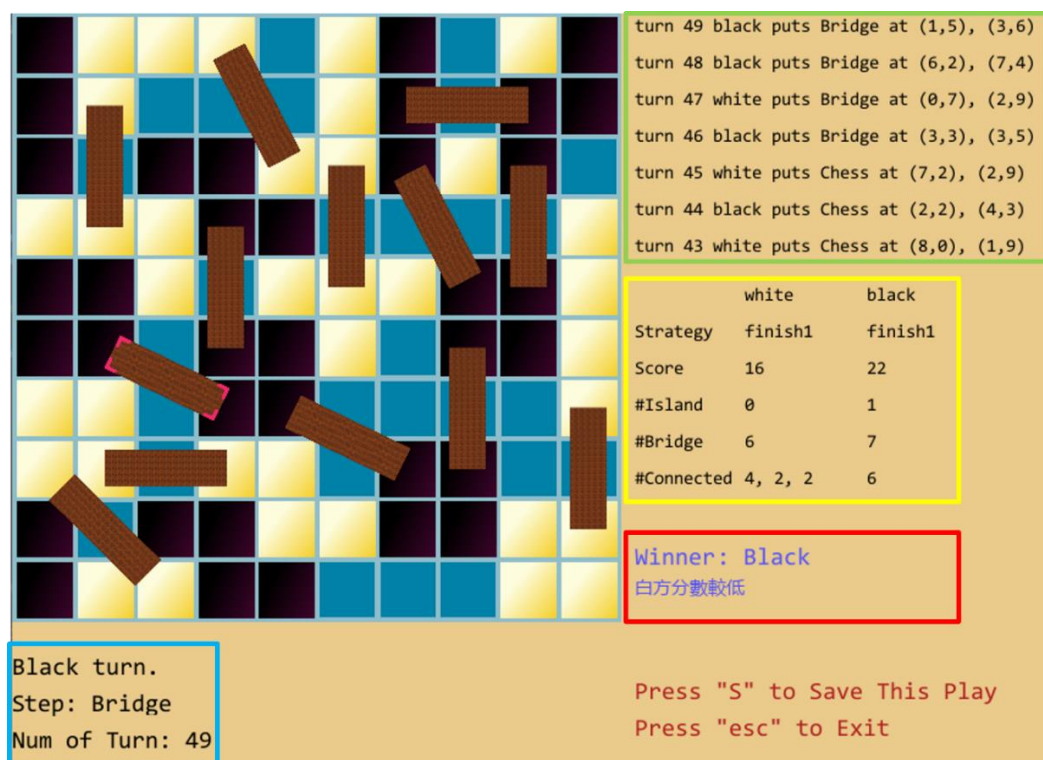 turn 49 black puts Bridge at (1,5), (3,6)
turn 48 black puts Bridge at (6,2), (7,4)
turn 47 white puts Bridge at (0,7), (2,9)
turn 46 black puts Bridge at (3,3), (3,5)
turn 45 white puts Chess at (7,2), (2,9)
turn 44 black puts Chess at (2,2), (4,3)
turn 43 white puts Chess at (8,0), (1,9)
white black
Strategy finish1 finish1
Score 16 22
#Island 0 1
#Bridge 6 7
#Connected 4, 2, 2 6
Winner: Black
白方分數較低
Black turn.
Step: Bridge
Num of Turn: 49
Press "S" to Save This Play
Press "esc" to Exit